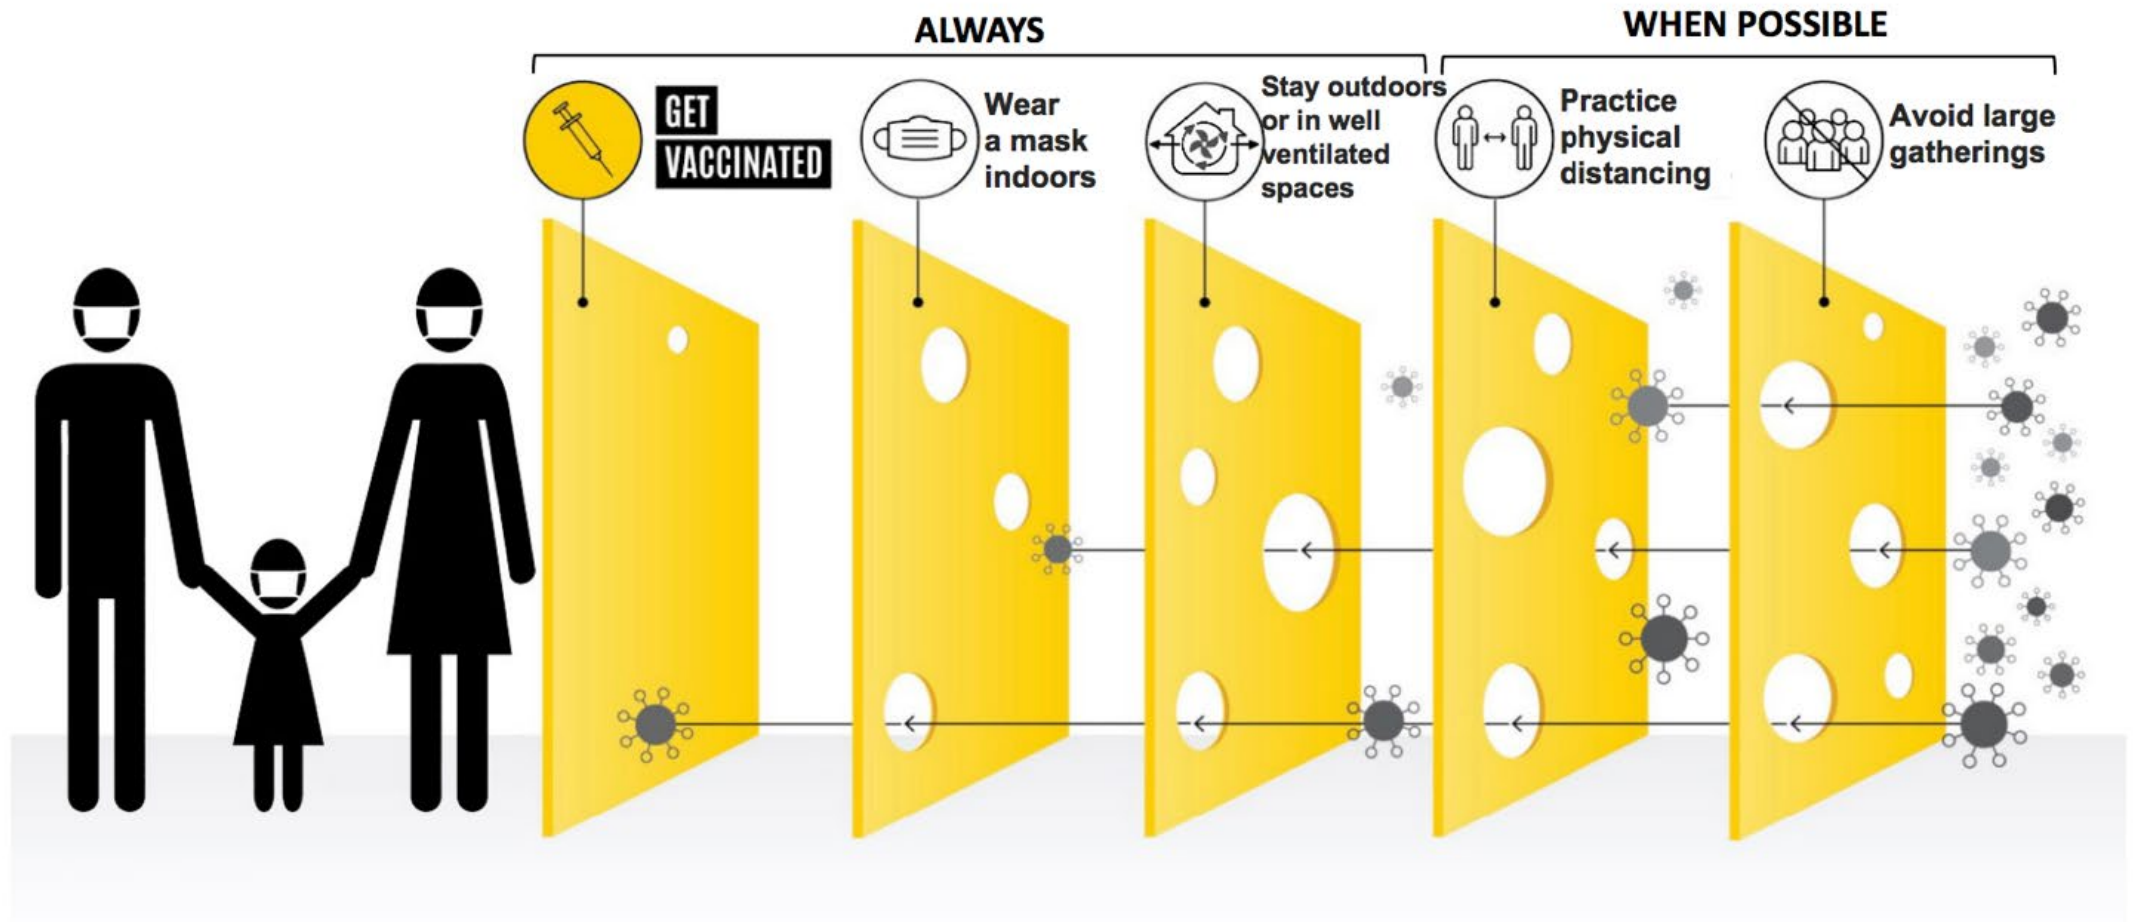 ALWAYS
WHEN POSSIBLE
GET
VACCINATED
Wear
a mask
indoors
Stay outdoors
or in well
ventilated
spaces
Practice
physical
distancing
Avoid large
gatherings